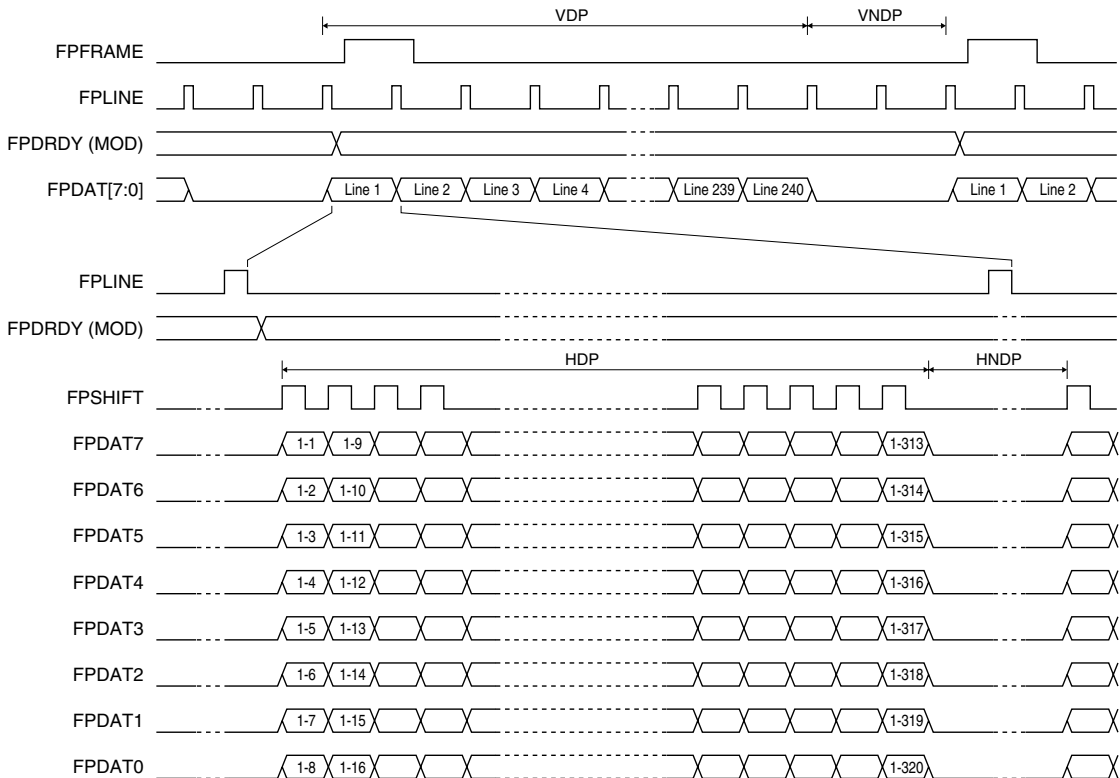 VDP VNDP
FPFRAME
FPLINE
FPDRDY (MOD)
FPDAT[7:0] Line 1 Line 2 Line 3 Line 4 Line 239 Line 240 Line 1 Line 2
FPLINE
FPDRDY (MOD)
HDP HNDP
FPSHIFT
FPDAT7 1-1 1-9 1-313
FPDAT6 1-2 1-10 1-314
FPDAT5 1-3 1-11 1-315
FPDAT4 1-4 1-12 1-316
FPDAT3 1-5 1-13 1-317
FPDAT2 1-6 1-14 1-318
FPDAT1 1-7 1-15 1-319
FPDAT0 1-8 1-16 1-320